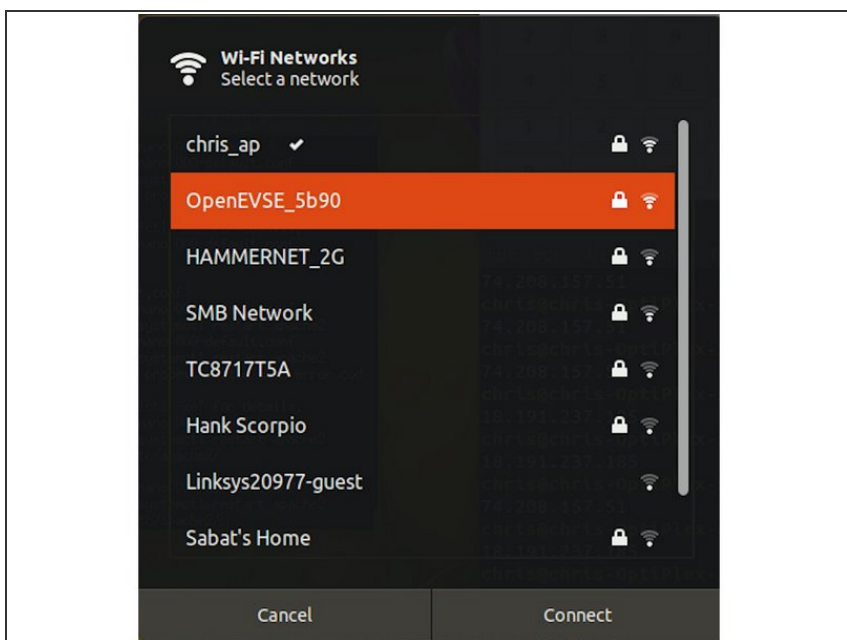 Wi-Fi Networks
Select a network
chris_ap
OpenEVSE_5b90
HAMMERNET_2G
SMB Network
TC8717T5A
Hank Scorpio
Linksys20977-guest
Sabat's Home
Cancel
Connect